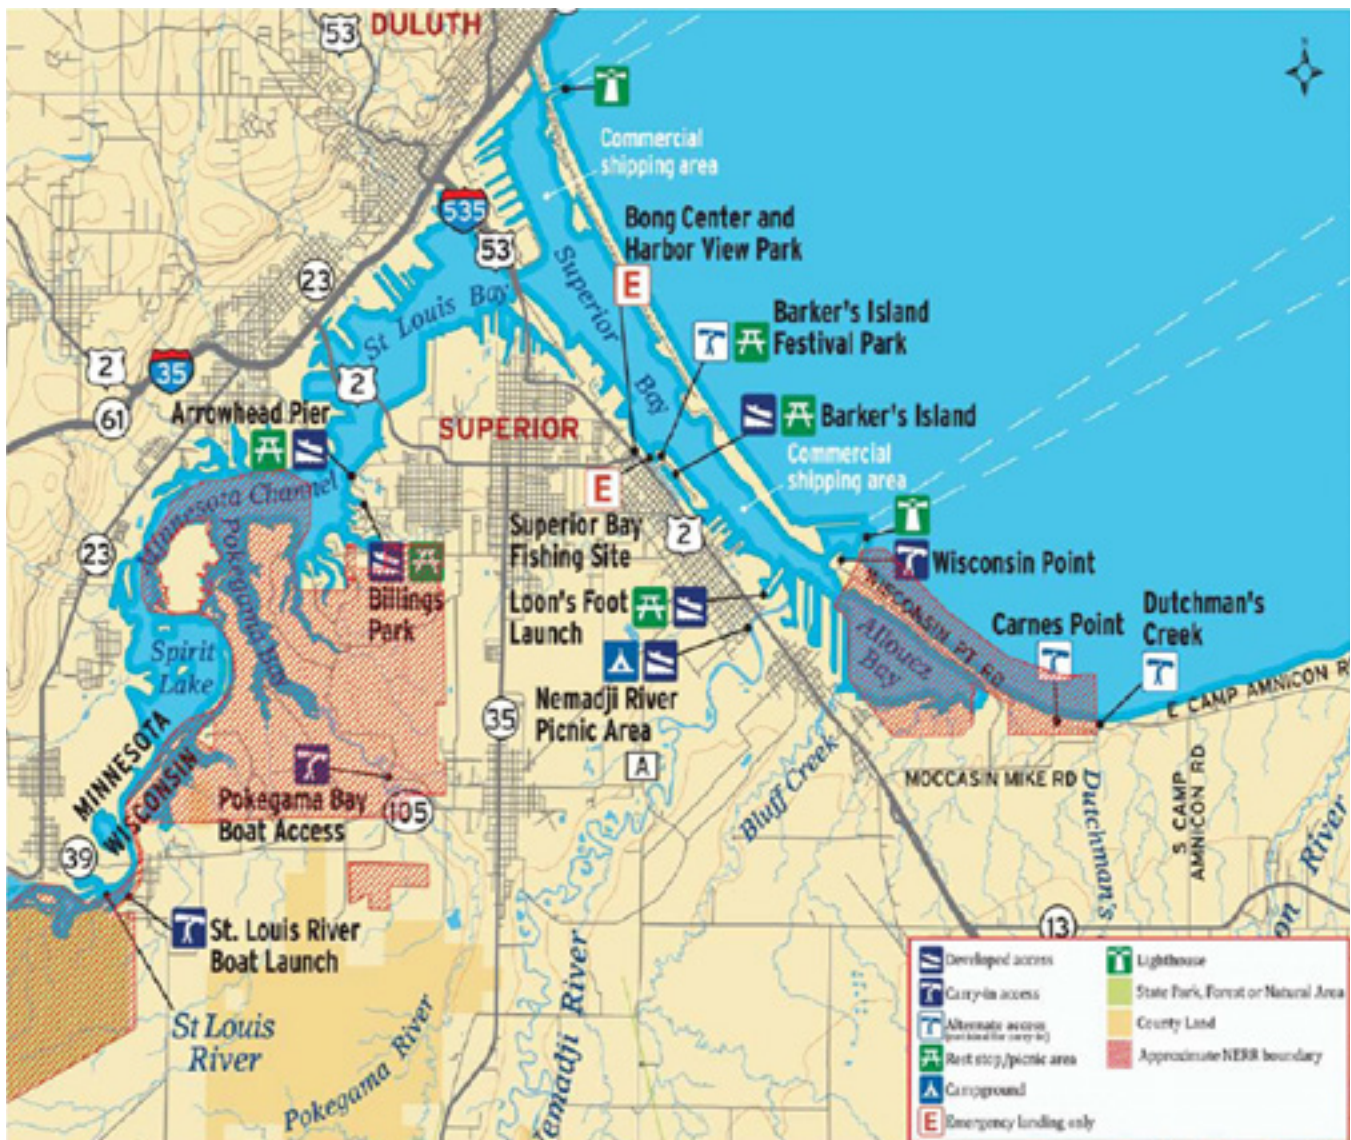 53
DULUTH
Commercial
shipping area
535
53
Bong Center and
Harbor View Park
E
23
Superior
Bay
St Louis Bay
Barker's Island
Festival Park
2
35
2
61
Arrowhead Pier
SUPERIOR
Barker's Island
Commercial
shipping area
E
Minnesota Channel
Superior Bay
Fishing Site
2
23
Pokegama Bay
Wisconsin Point
Billings
Park
Loon's Foot
Launch
WISCONSIN PT RD
Allouez
Bay
Carnes Point
Dutchman's
Creek
Spirit
Lake
Nemadji River
Picnic Area
35
E CAMP AMNICON R
MINNESOTA
WISCONSIN
A
Pokegama Bay
Boat Access
105
Bluff Creek
MOCCASIN MIKE RD
Dutchman's
S CAMP
AMNICON RD
River
39
St. Louis River
Boat Launch
13
on
St Louis
River
Pokegama River
Nemadji River
Developed access
Carry-in access
Alternate access
Rest stop/picnic area
Campground
E
Emergency landing only
Lighthouse
State Park, Forest or Natural Area
County Land
Approximate NERR boundary